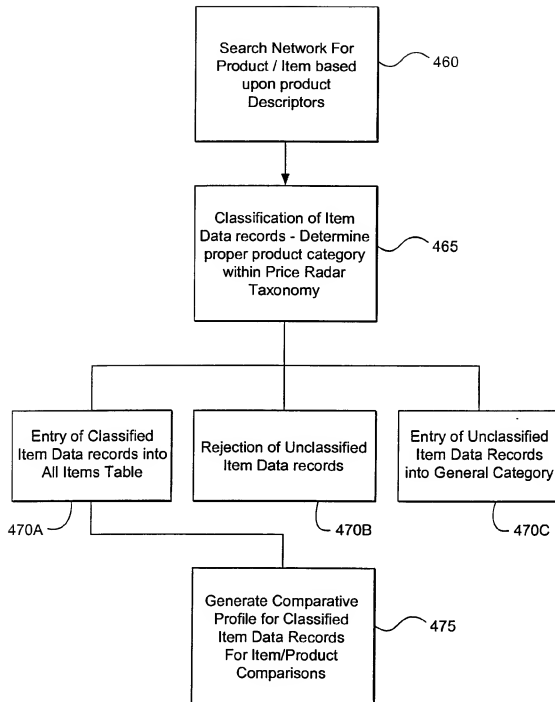 Search Network For
Product / Item based
upon product
Descriptors
460
Classification of Item
Data records - Determine
proper product category
within Price Radar
Taxonomy
465
Entry of Classified
Item Data records into
All Items Table
470A
Rejection of Unclassified
Item Data records
470B
Entry of Unclassified
Item Data Records
into General Category
470C
Generate Comparative
Profile for Classified
Item Data Records
For Item/Product
Comparisons
475